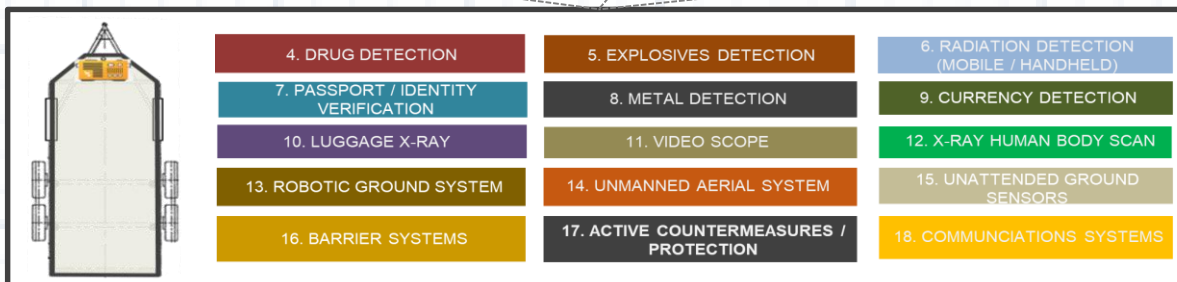 4. DRUG DETECTION
5. EXPLOSIVES DETECTION
6. RADIATION DETECTION
(MOBILE / HANDHELD)
7. PASSPORT / IDENTITY
VERIFICATION
8. METAL DETECTION
9. CURRENCY DETECTION
10. LUGGAGE X-RAY
11. VIDEO SCOPE
12. X-RAY HUMAN BODY SCAN
13. ROBOTIC GROUND SYSTEM
14. UNMANNED AERIAL SYSTEM
15. UNATTENDED GROUND
SENSORS
16. BARRIER SYSTEMS
17. ACTIVE COUNTERMEASURES /
PROTECTION
18. COMMUNCIATIONS SYSTEMS